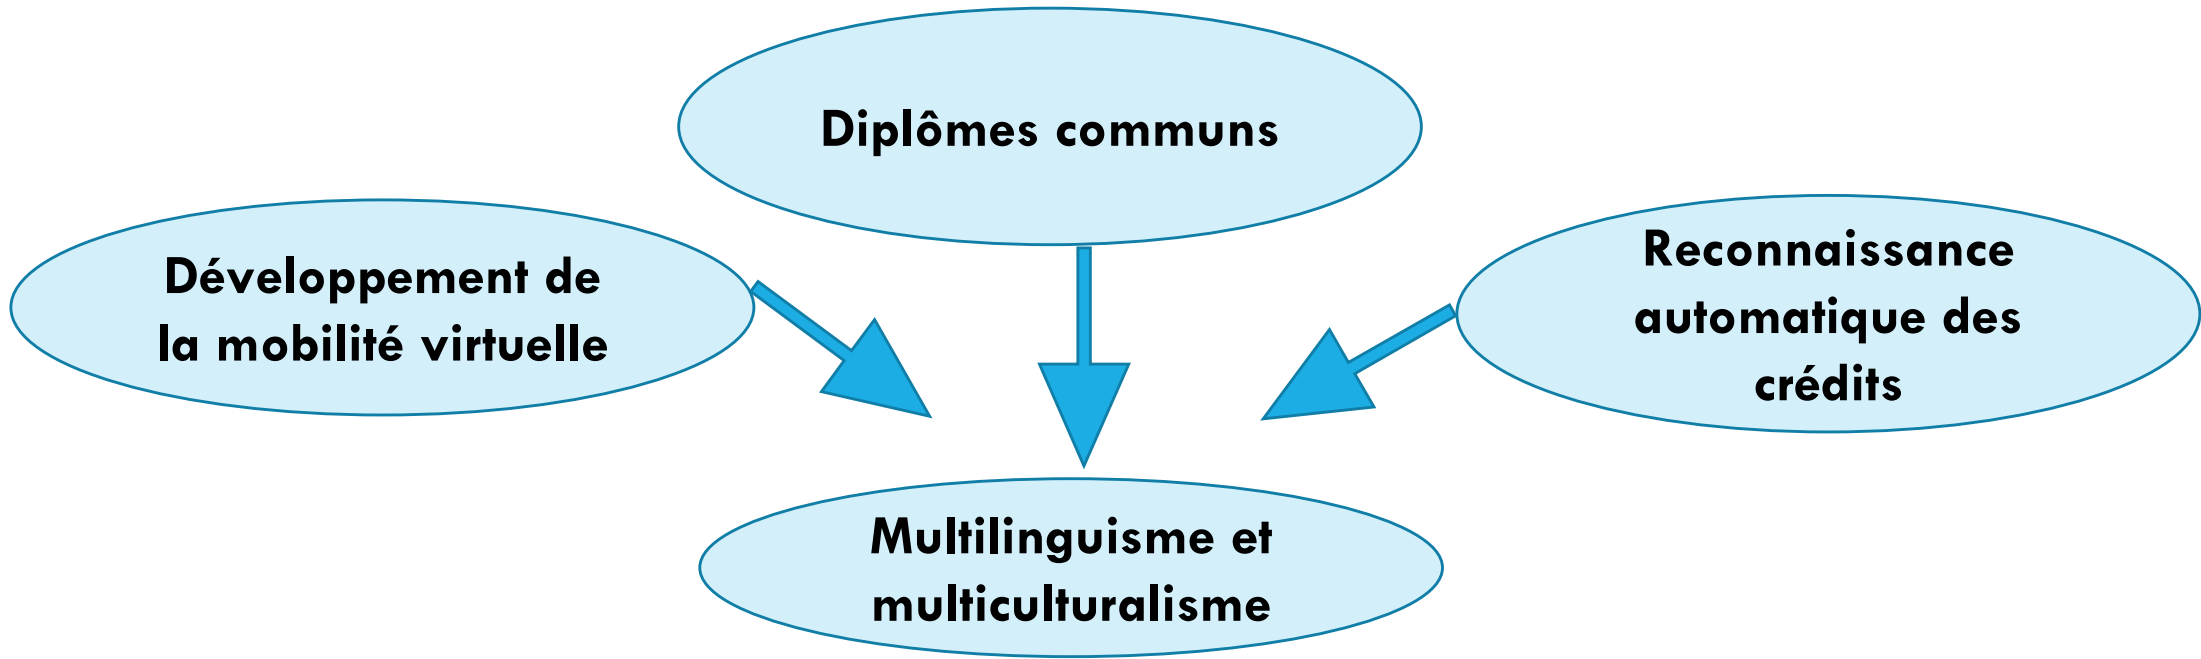 Diplômes communs
Développement de
la mobilité virtuelle
Reconnaissance
automatique des
crédits
Multilinguisme et
multiculturalisme